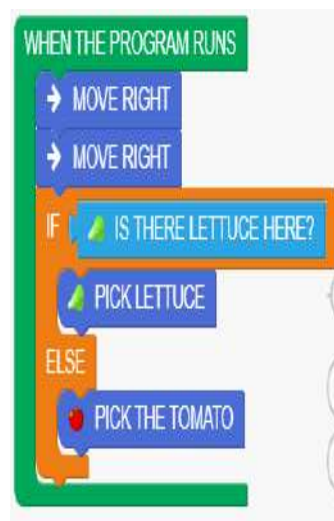 WHEN THE PROGRAM RUNS
MOVE RIGHT
MOVE RIGHT
IF IS THERE LETTUCE HERE?
PICK LETTUCE
ELSE
PICK THE TOMATO